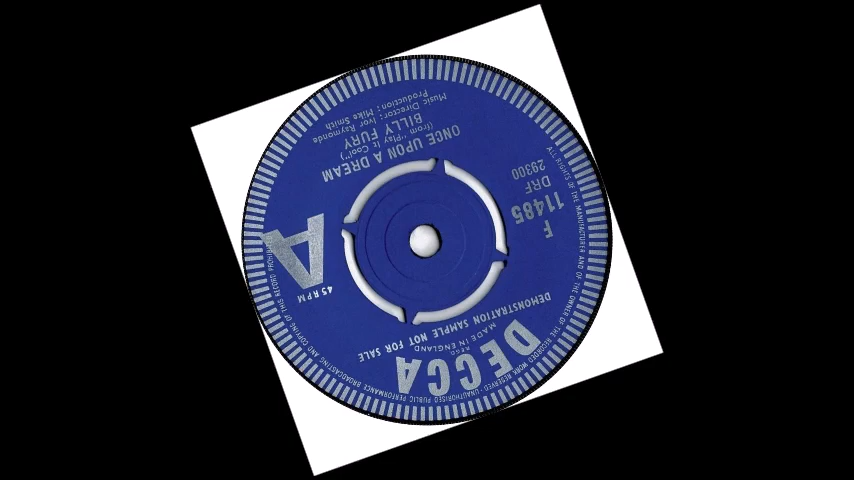 ALL RIGHTS OF THE MANUFACTURER AND OF THE OWNER OF THE RECORDED WORK RESERVED · UNAUTHORISED PUBLIC PERFORMANCE BROADCASTING AND COPYING OF THIS RECORD PROHIBITED
DECCA
REGD
MADE IN ENGLAND
DEMONSTRATION SAMPLE NOT FOR SALE
45 RPM
A
F
11485
DRF
29300
ONCE UPON A DREAM
(from "Play It Cool")
BILLY FURY
Music Director: Ivor Raymonde
Production: Mike Smith